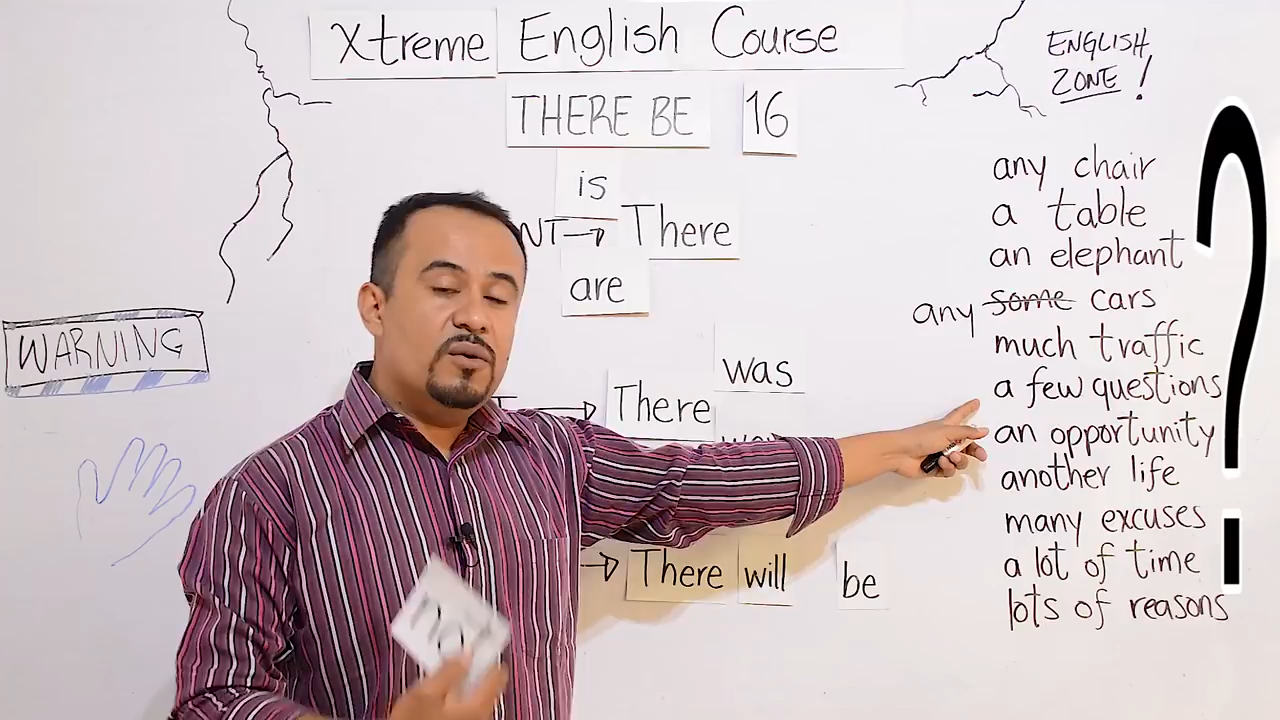 Xtreme English Course
ENGLISH ZONE!
THERE BE 16
is
There
are
WARNING
was
There
There will be
any chair
a table
an elephant
any some cars
much traffic
a few questions
an opportunity
another life
many excuses
a lot of time
lots of reasons
?